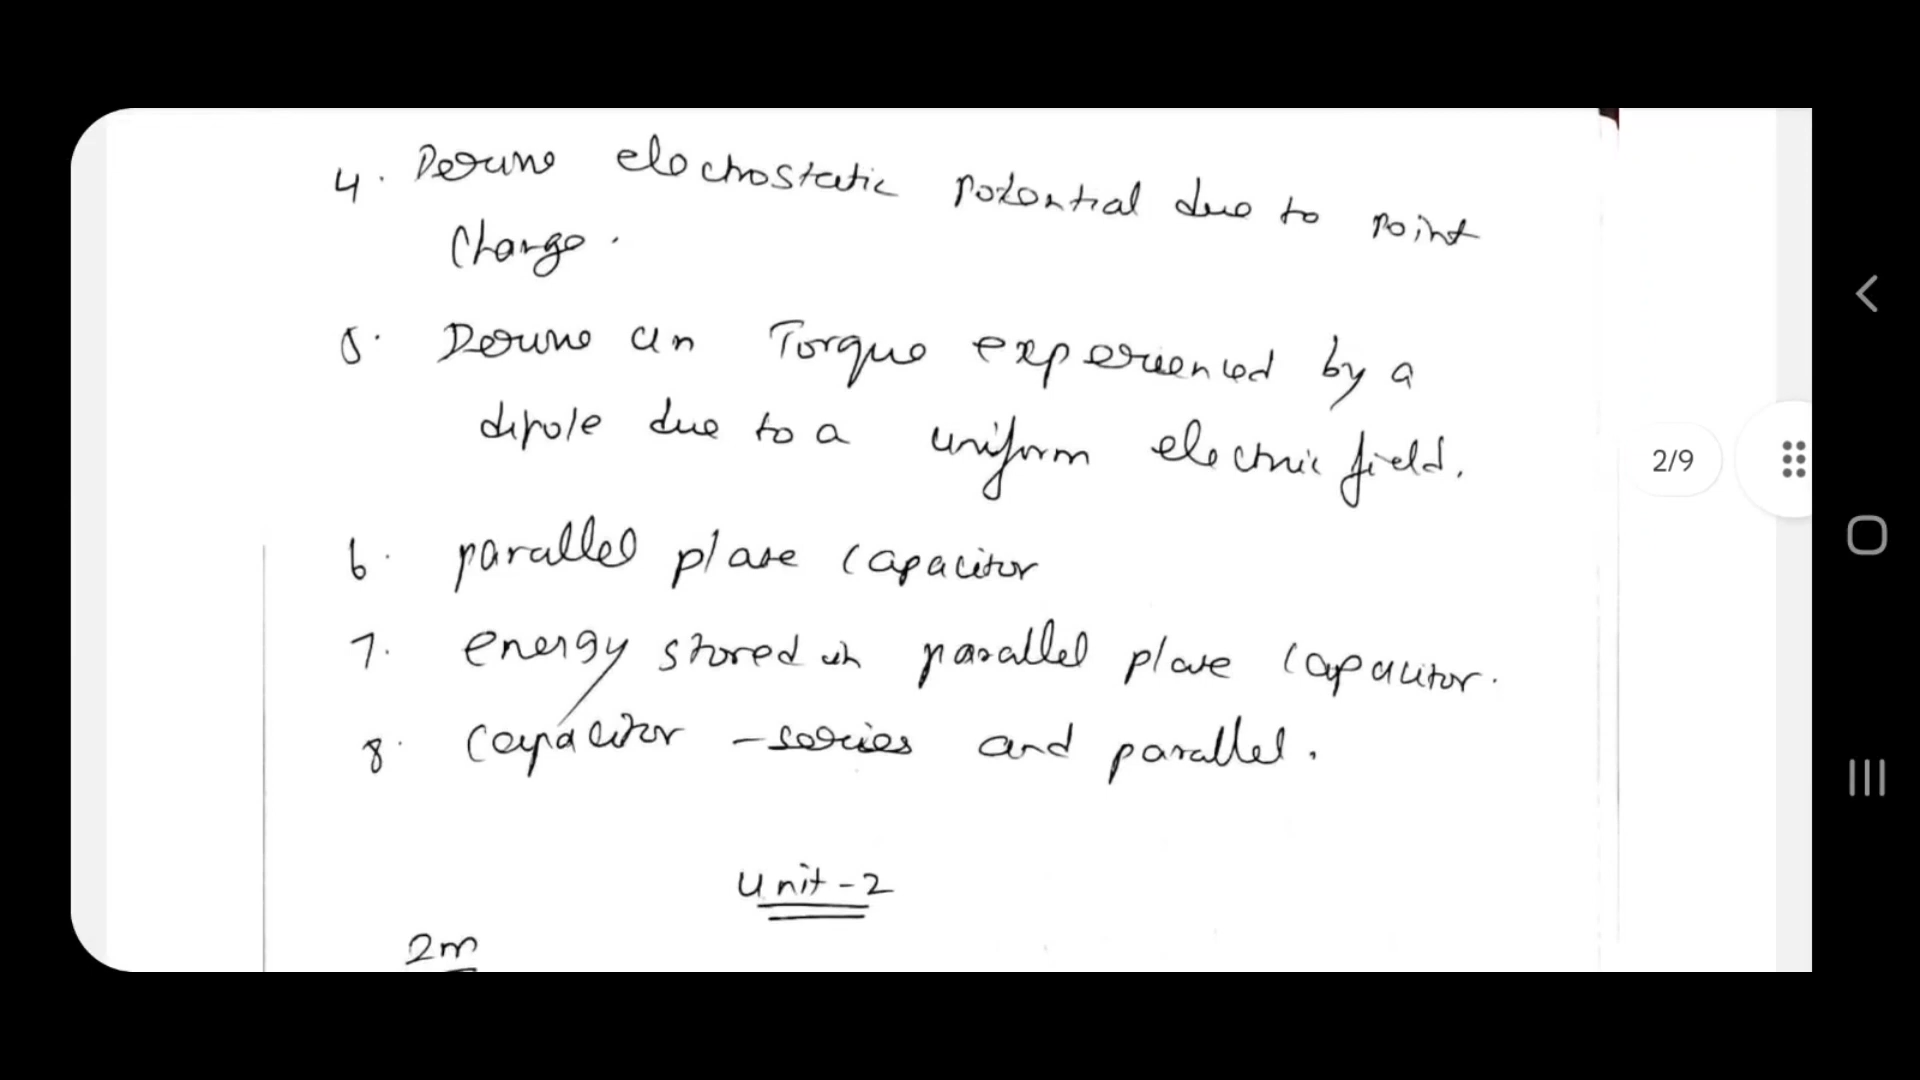 4. Derive electrostatic potential due to point
Charge.
5. Derive an Torque experienced by a
dipole due to a uniform electric field.
6. parallel plate capacitor
7. energy stored in parallel plate capacitor.
8. capacitor - series and parallel.
Unit - 2
2m
2/9